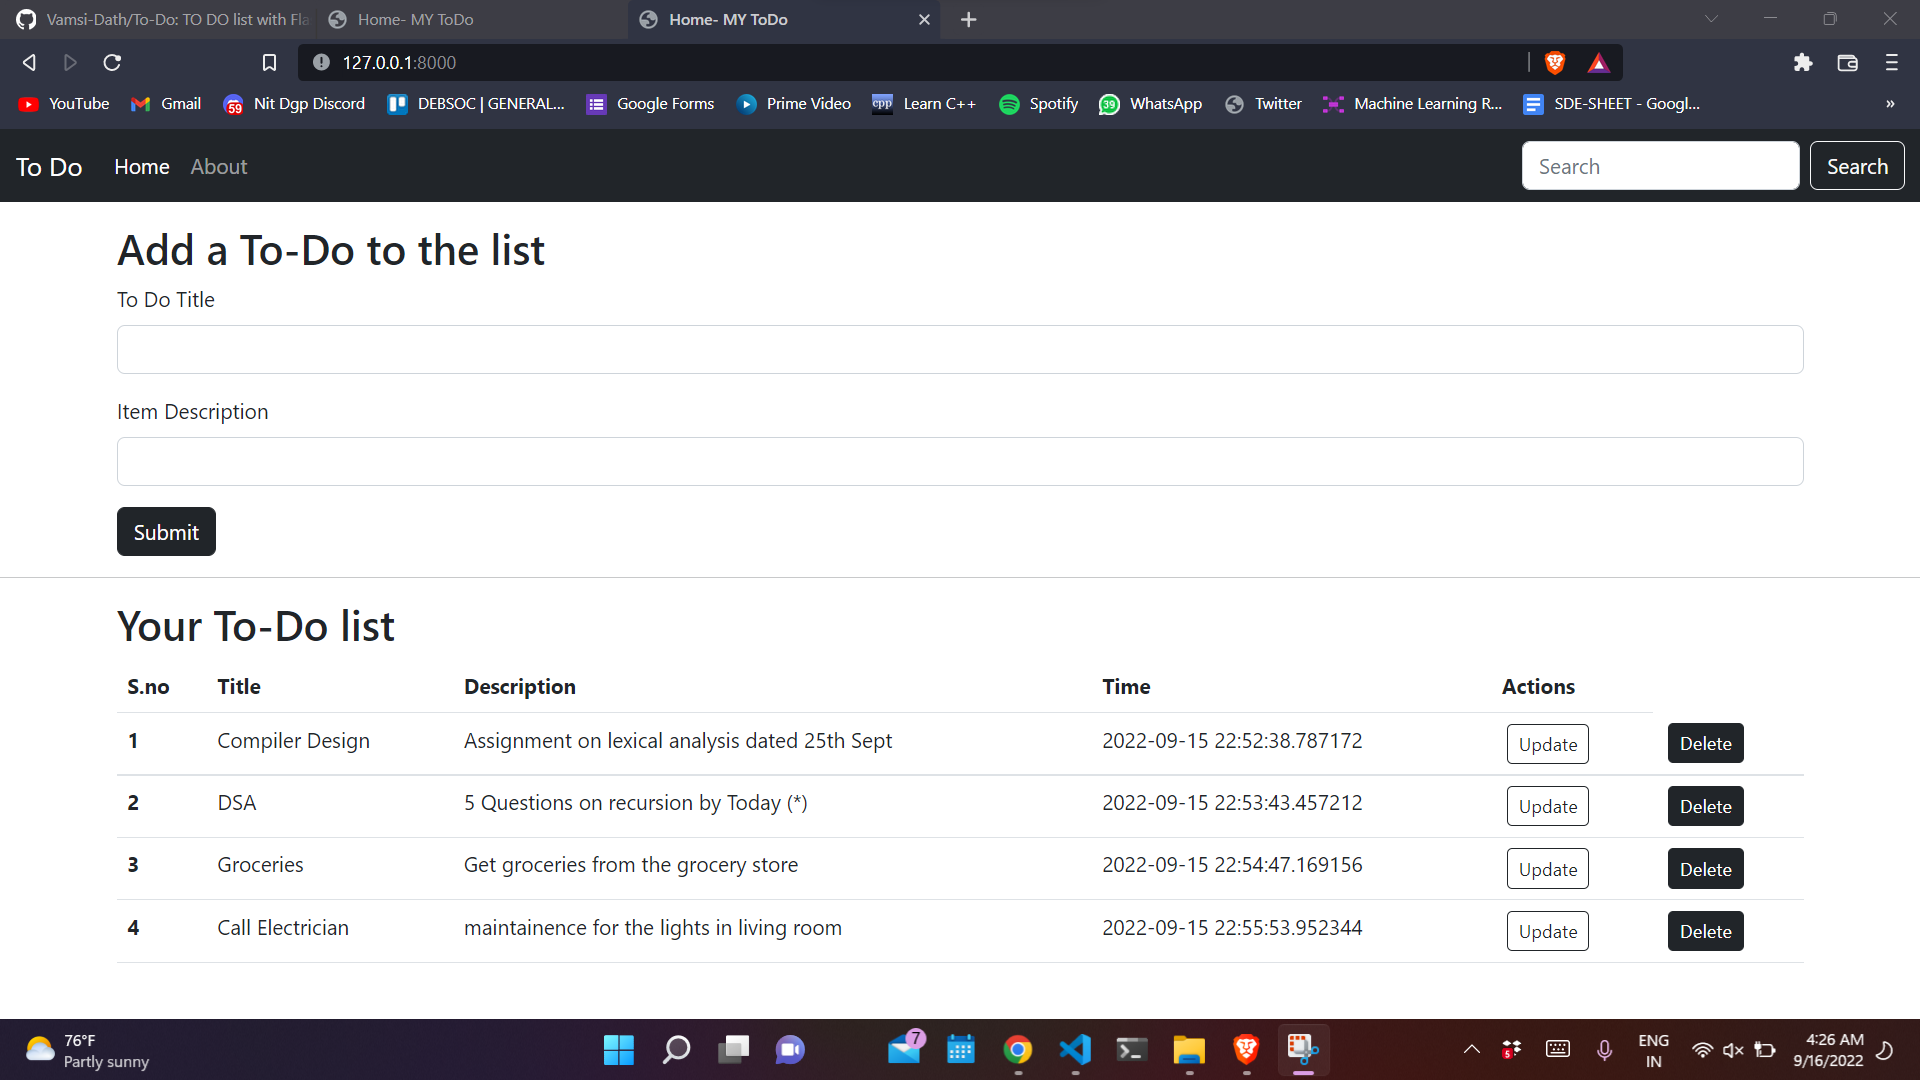 Vamsi-Dath/To-Do: TO DO list with Fla
Home- MY ToDo
Home- MY ToDo
127.0.0.1:8000
YouTube
Gmail
59
Nit Dgp Discord
DEBSOC | GENERAL...
Google Forms
Prime Video
cpp
Learn C++
Spotify
39
WhatsApp
Twitter
Machine Learning R...
SDE-SHEET - Googl...
»
To Do
Home
About
Search
Search
Add a To-Do to the list
To Do Title
Item Description
Submit
Your To-Do list
S.no Title Description Time Actions
1 Compiler Design Assignment on lexical analysis dated 25th Sept 2022-09-15 22:52:38.787172 Update Delete
2 DSA 5 Questions on recursion by Today (*) 2022-09-15 22:53:43.457212 Update Delete
3 Groceries Get groceries from the grocery store 2022-09-15 22:54:47.169156 Update Delete
4 Call Electrician maintainence for the lights in living room 2022-09-15 22:55:53.952344 Update Delete
76°F
Partly sunny
7
5
ENG
IN
4:26 AM
9/16/2022